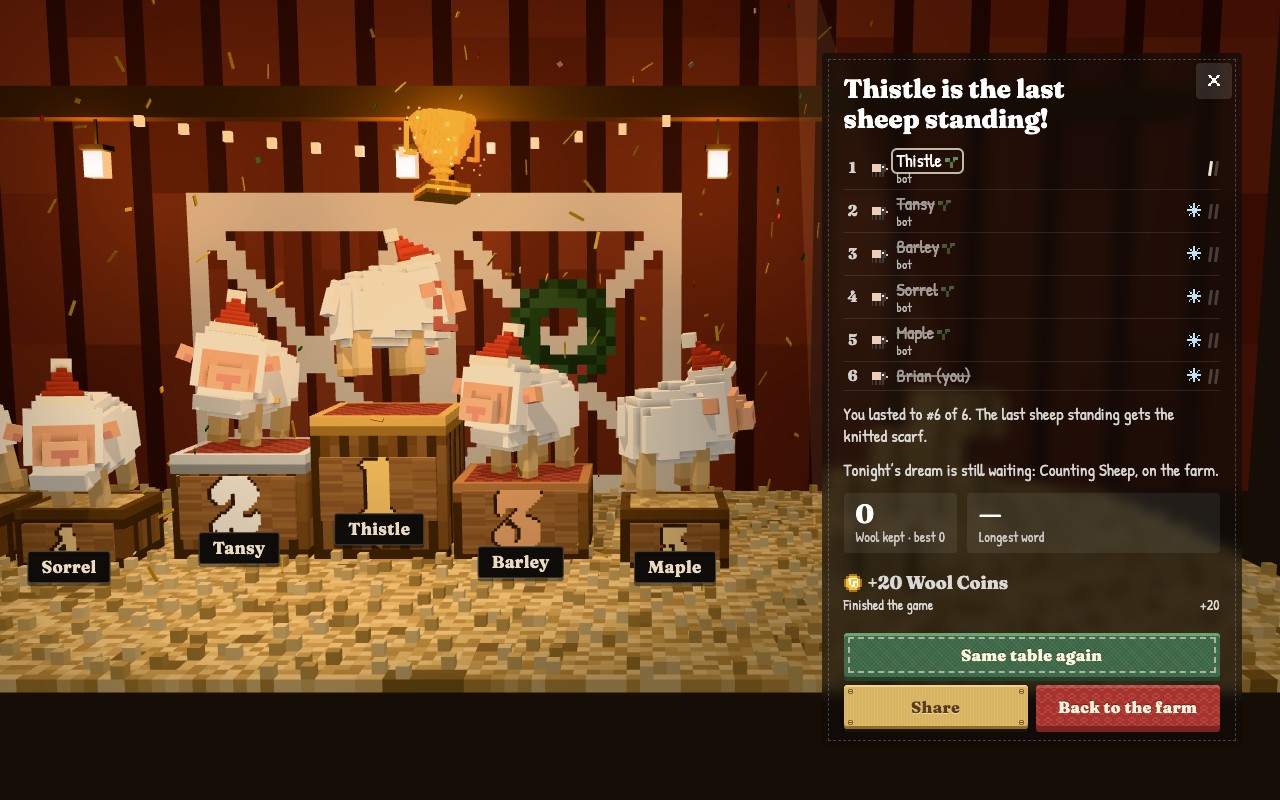 Thistle is the last
sheep standing!
1 Thistle
bot
2 Tansy
bot
3 Barley
bot
4 Sorrel
bot
5 Maple
bot
6 Brian (you)
You lasted to #6 of 6. The last sheep standing gets the
knitted scarf.
Tonight's dream is still waiting: Counting Sheep, on the farm.
0
Wool kept · best 0
—
Longest word
+20 Wool Coins
Finished the game +20
Same table again
Share
Back to the farm
1
2
3
Thistle
Tansy
Barley
Sorrel
Maple